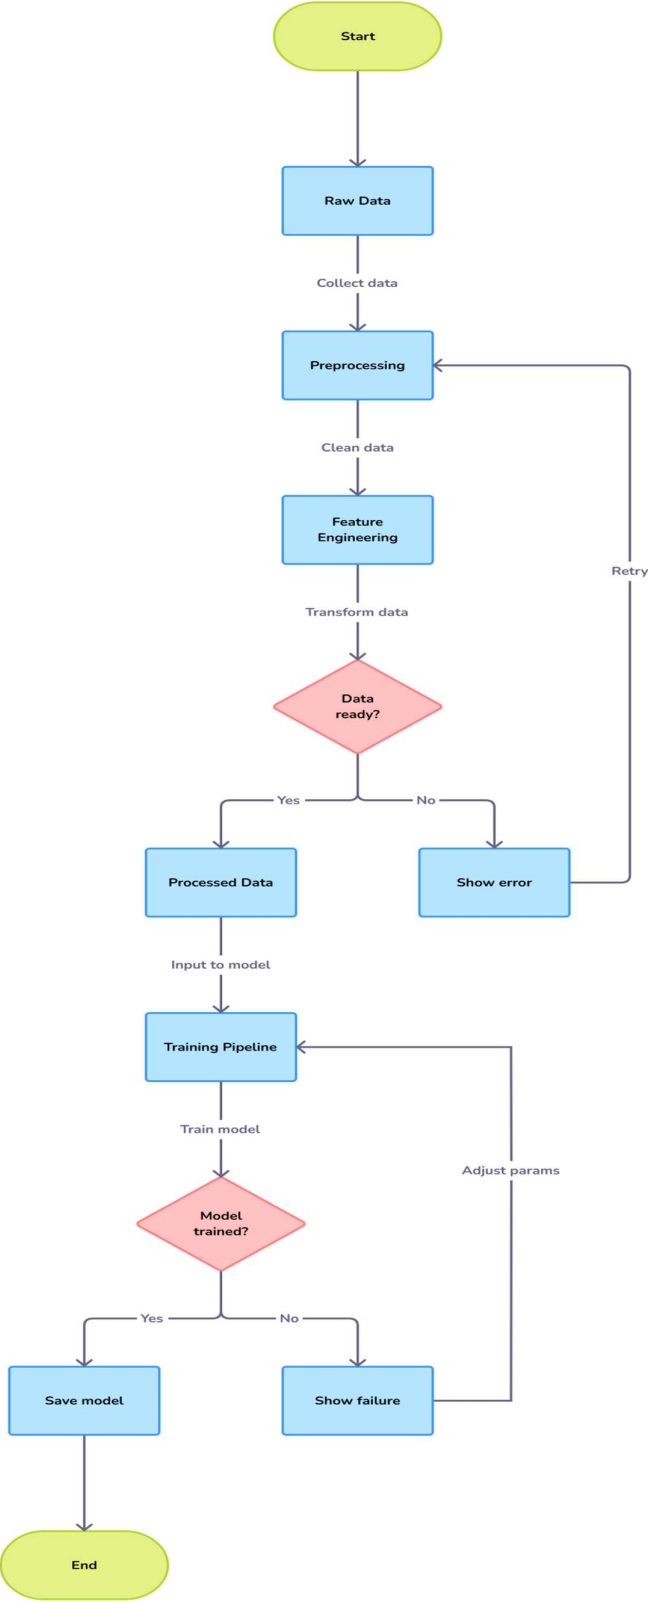 Start
Raw Data
Collect data
Preprocessing
Clean data
Feature
Engineering
Retry
Transform data
Data
ready?
Yes
No
Processed Data
Show error
Input to model
Training Pipeline
Train model
Adjust params
Model
trained?
Yes
No
Save model
Show failure
End